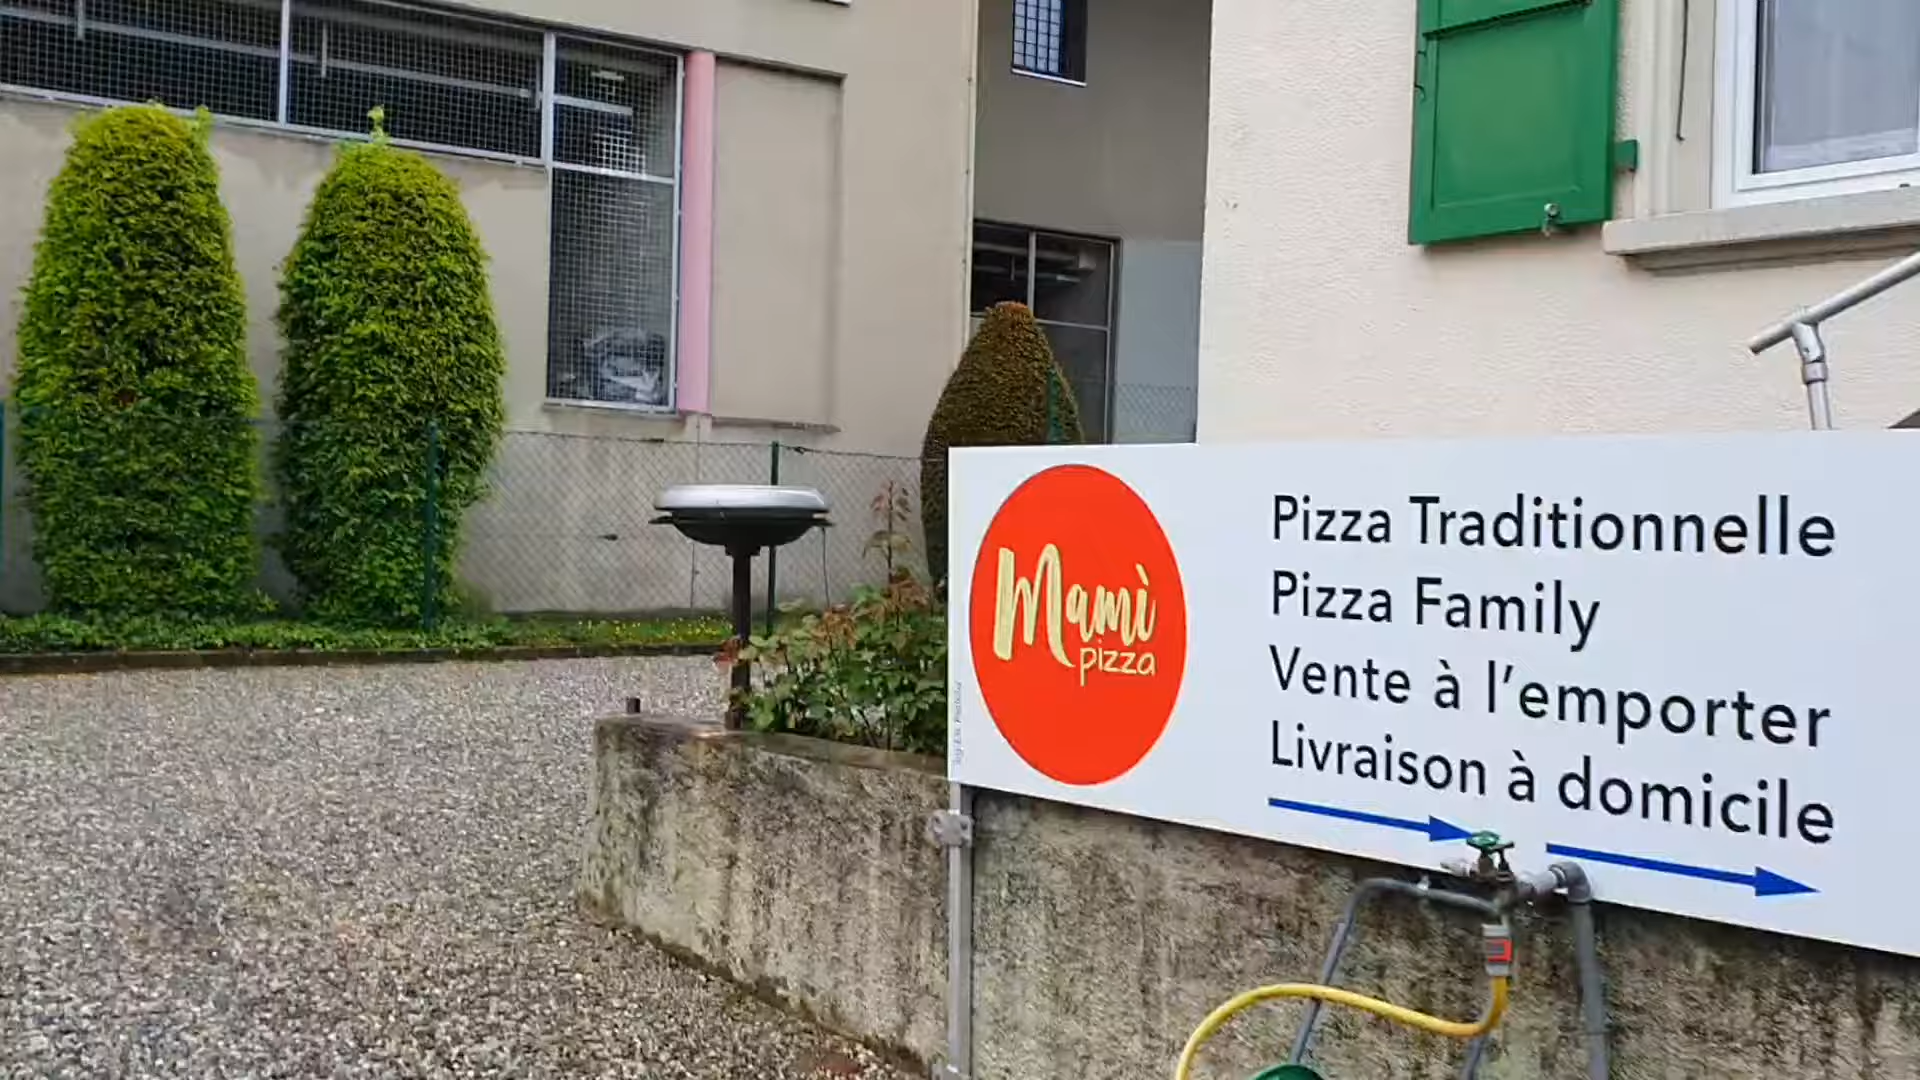 Mamì
pizza
Pizza Traditionnelle
Pizza Family
Vente à l'emporter
Livraison à domicile